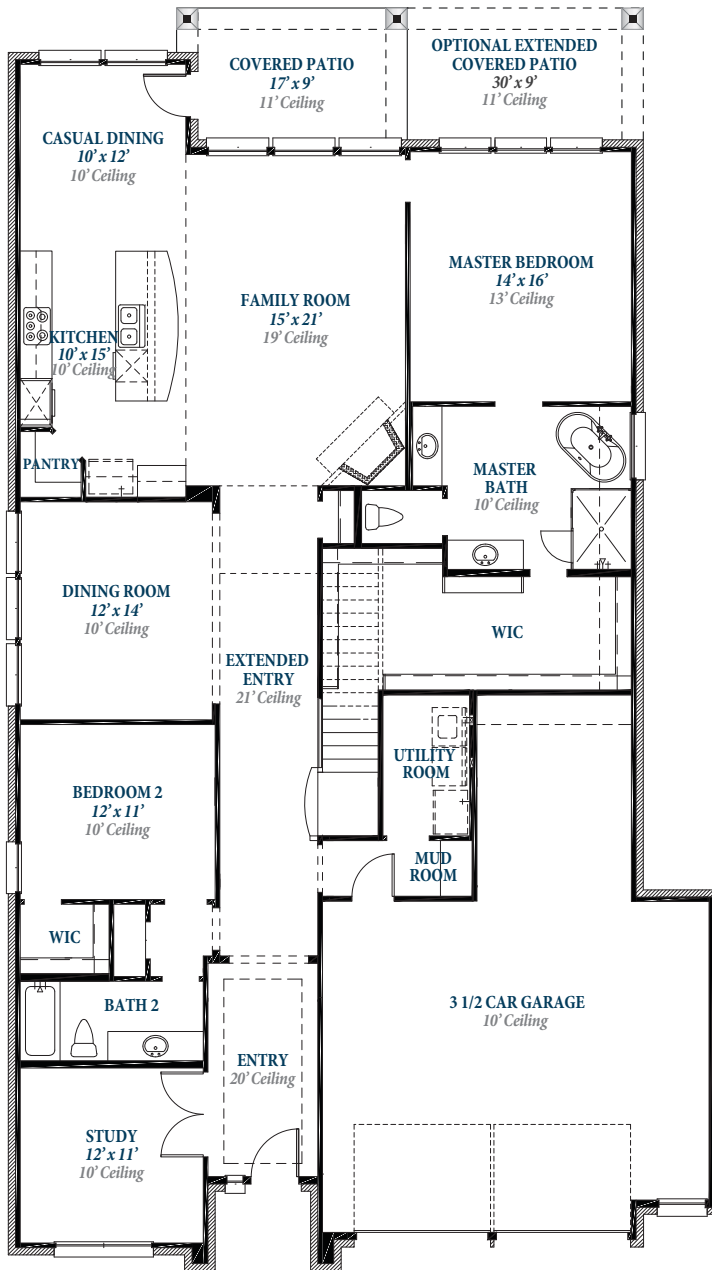 COVERED PATIO
17' x 9'
11' Ceiling
OPTIONAL EXTENDED
COVERED PATIO
30' x 9'
11' Ceiling
CASUAL DINING
10' x 12'
10' Ceiling
MASTER BEDROOM
14' x 16'
13' Ceiling
FAMILY ROOM
15' x 21'
19' Ceiling
KITCHEN
10' x 15'
10' Ceiling
PANTRY
MASTER
BATH
10' Ceiling
DINING ROOM
12' x 14'
10' Ceiling
WIC
EXTENDED
ENTRY
21' Ceiling
UTILITY
ROOM
BEDROOM 2
12' x 11'
10' Ceiling
MUD
ROOM
WIC
BATH 2
3 1/2 CAR GARAGE
10' Ceiling
ENTRY
20' Ceiling
STUDY
12' x 11'
10' Ceiling